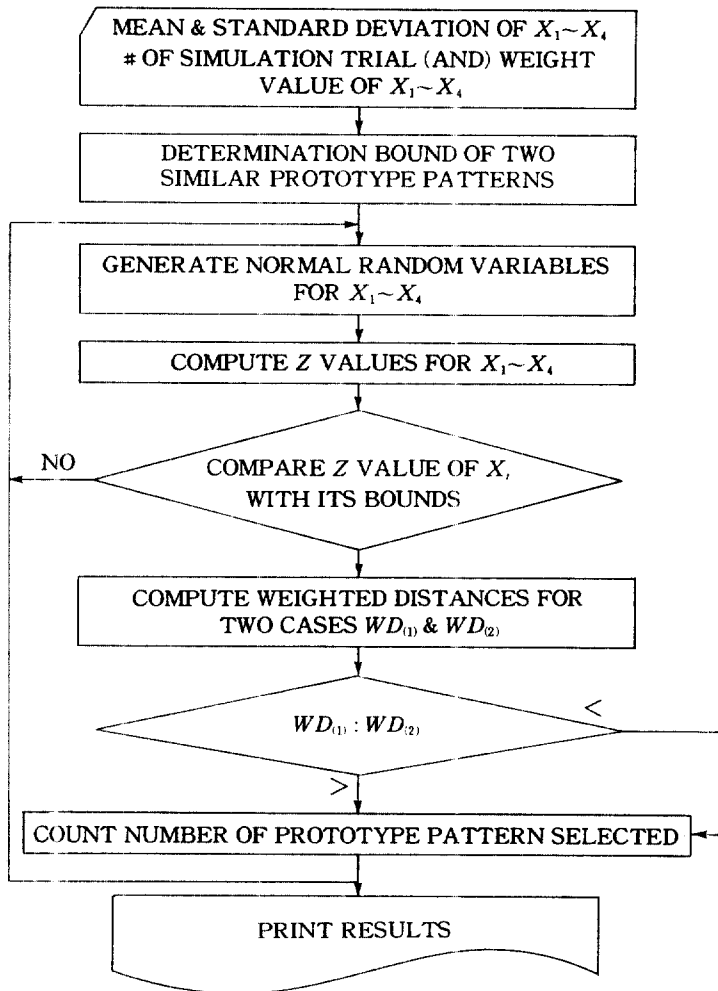 MEAN & STANDARD DEVIATION OF X₁~X₄
# OF SIMULATION TRIAL (AND) WEIGHT
VALUE OF X₁~X₄
DETERMINATION BOUND OF TWO
SIMILAR PROTOTYPE PATTERNS
GENERATE NORMAL RANDOM VARIABLES
FOR X₁~X₄
COMPUTE Z VALUES FOR X₁~X₄
NO
COMPARE Z VALUE OF Xᵢ
WITH ITS BOUNDS
COMPUTE WEIGHTED DISTANCES FOR
TWO CASES WD₍₁₎ & WD₍₂₎
<
WD₍₁₎ : WD₍₂₎
>
COUNT NUMBER OF PROTOTYPE PATTERN SELECTED
PRINT RESULTS